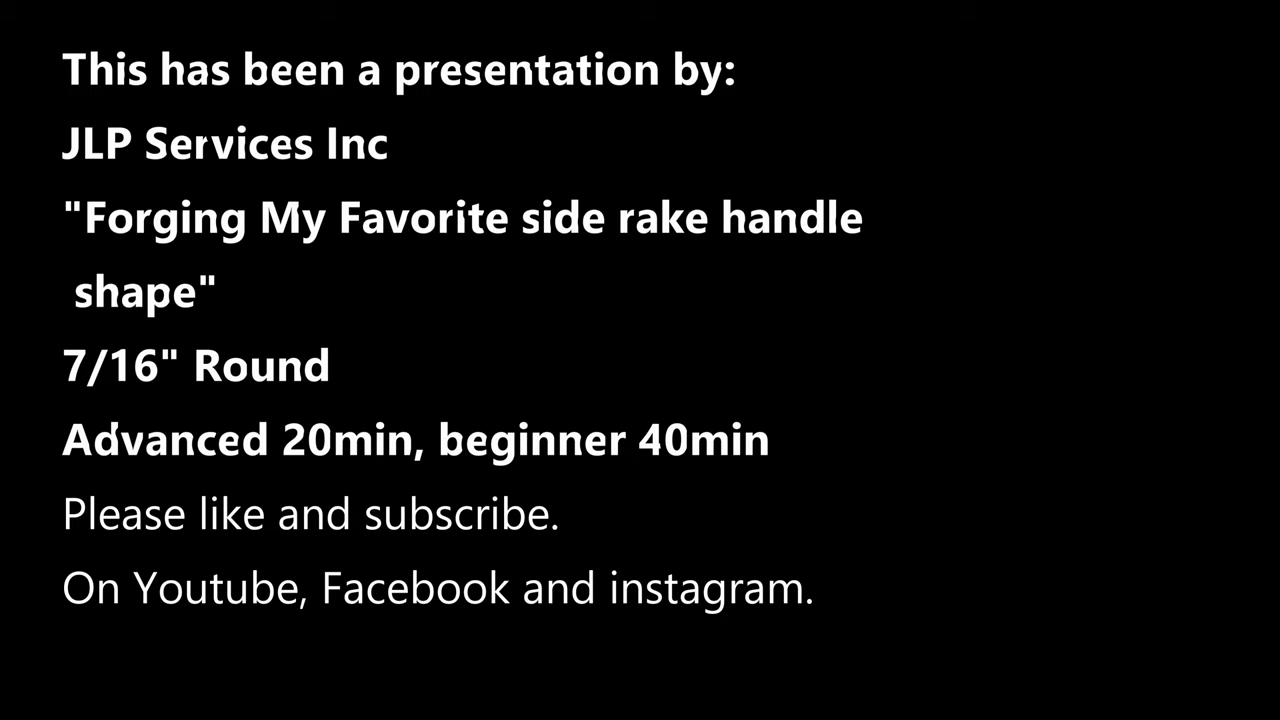 This has been a presentation by:
JLP Services Inc
"Forging My Favorite side rake handle
shape"
7/16" Round
Advanced 20min, beginner 40min
Please like and subscribe.
On Youtube, Facebook and instagram.